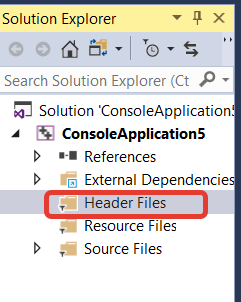 Solution Explorer
Search Solution Explorer (Ct
Solution 'ConsoleApplication5
ConsoleApplication5
References
External Dependencies
Header Files
Resource Files
Source Files